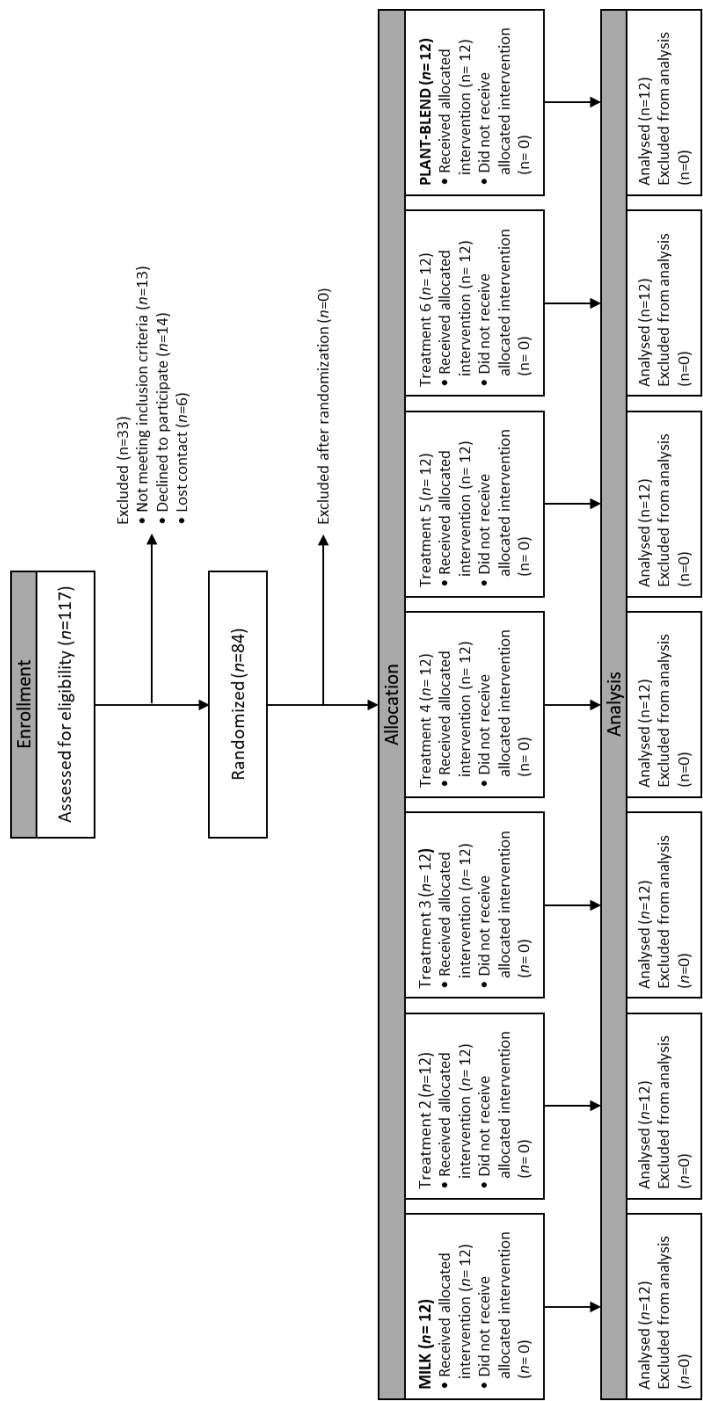 Enrollment
Assessed for eligibility (n=117)
Excluded (n=33)
• Not meeting inclusion criteria (n=13)
• Declined to participate (n=14)
• Lost contact (n=6)
Randomized (n=84)
Excluded after randomization (n=0)
Allocation
MILK (n= 12)
• Received allocated
intervention (n= 12)
• Did not receive
allocated intervention
(n= 0)
Treatment 2 (n=12)
• Received allocated
intervention (n= 12)
• Did not receive
allocated intervention
(n= 0)
Treatment 3 (n= 12)
• Received allocated
intervention (n= 12)
• Did not receive
allocated intervention
(n= 0)
Treatment 4 (n= 12)
• Received allocated
intervention (n= 12)
• Did not receive
allocated intervention
(n= 0)
Treatment 5 (n= 12)
• Received allocated
intervention (n= 12)
• Did not receive
allocated intervention
(n= 0)
Treatment 6 (n= 12)
• Received allocated
intervention (n= 12)
• Did not receive
allocated intervention
(n= 0)
PLANT-BLEND (n= 12)
• Received allocated
intervention (n= 12)
• Did not receive
allocated intervention
(n= 0)
Analysis
Analysed (n=12)
Excluded from analysis
(n=0)
Analysed (n=12)
Excluded from analysis
(n=0)
Analysed (n=12)
Excluded from analysis
(n=0)
Analysed (n=12)
Excluded from analysis
(n=0)
Analysed (n=12)
Excluded from analysis
(n=0)
Analysed (n=12)
Excluded from analysis
(n=0)
Analysed (n=12)
Excluded from analysis
(n=0)